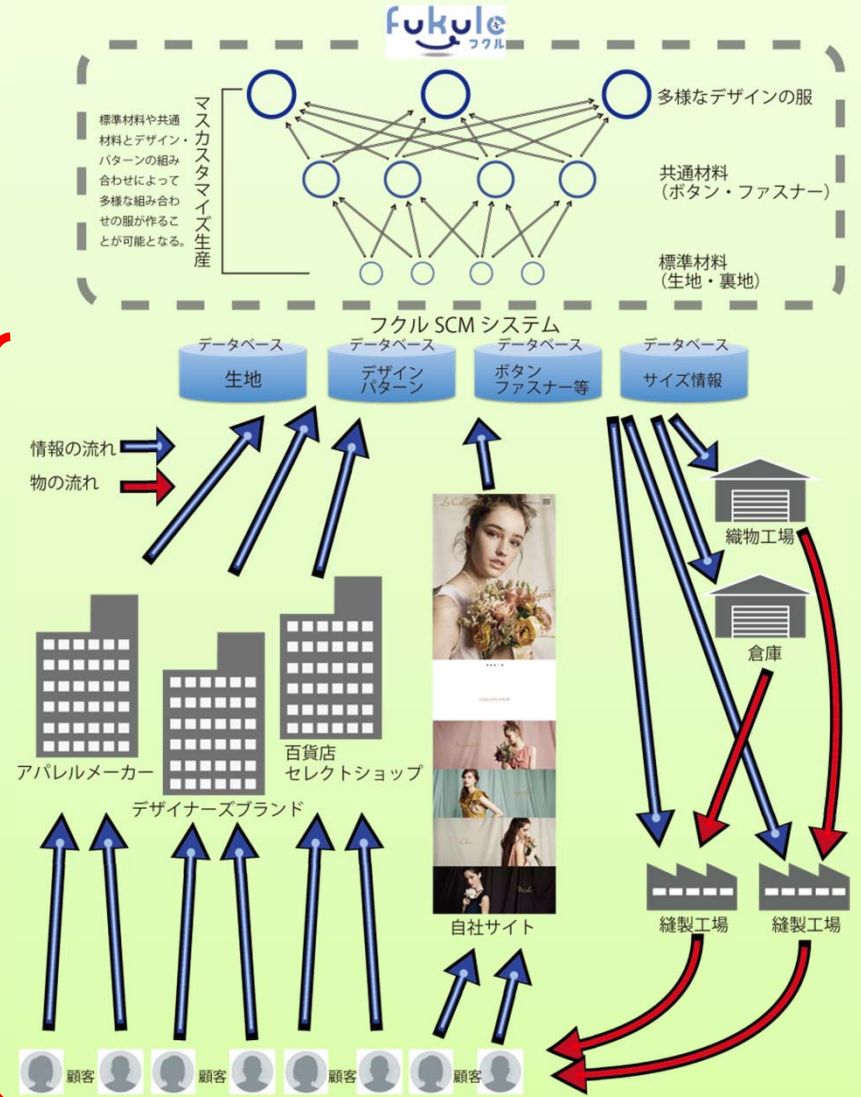 fukule
フクル
マスカスタマイズ生産
標準材料や共通
材料とデザイン・
パターンの組み
合わせによって
多様な組み合わ
せの服が作るこ
とが可能となる。
多様なデザインの服
共通材料
（ボタン・ファスナー）
標準材料
（生地・裏地）
フクル SCM システム
データベース
生地
データベース
デザイン
パターン
データベース
ボタン
ファスナー等
データベース
サイズ情報
情報の流れ
物の流れ
織物工場
倉庫
アパレルメーカー
デザイナーズブランド
百貨店
セレクトショップ
COLLECTION
自社サイト
縫製工場
縫製工場
顧客
顧客
顧客
顧客